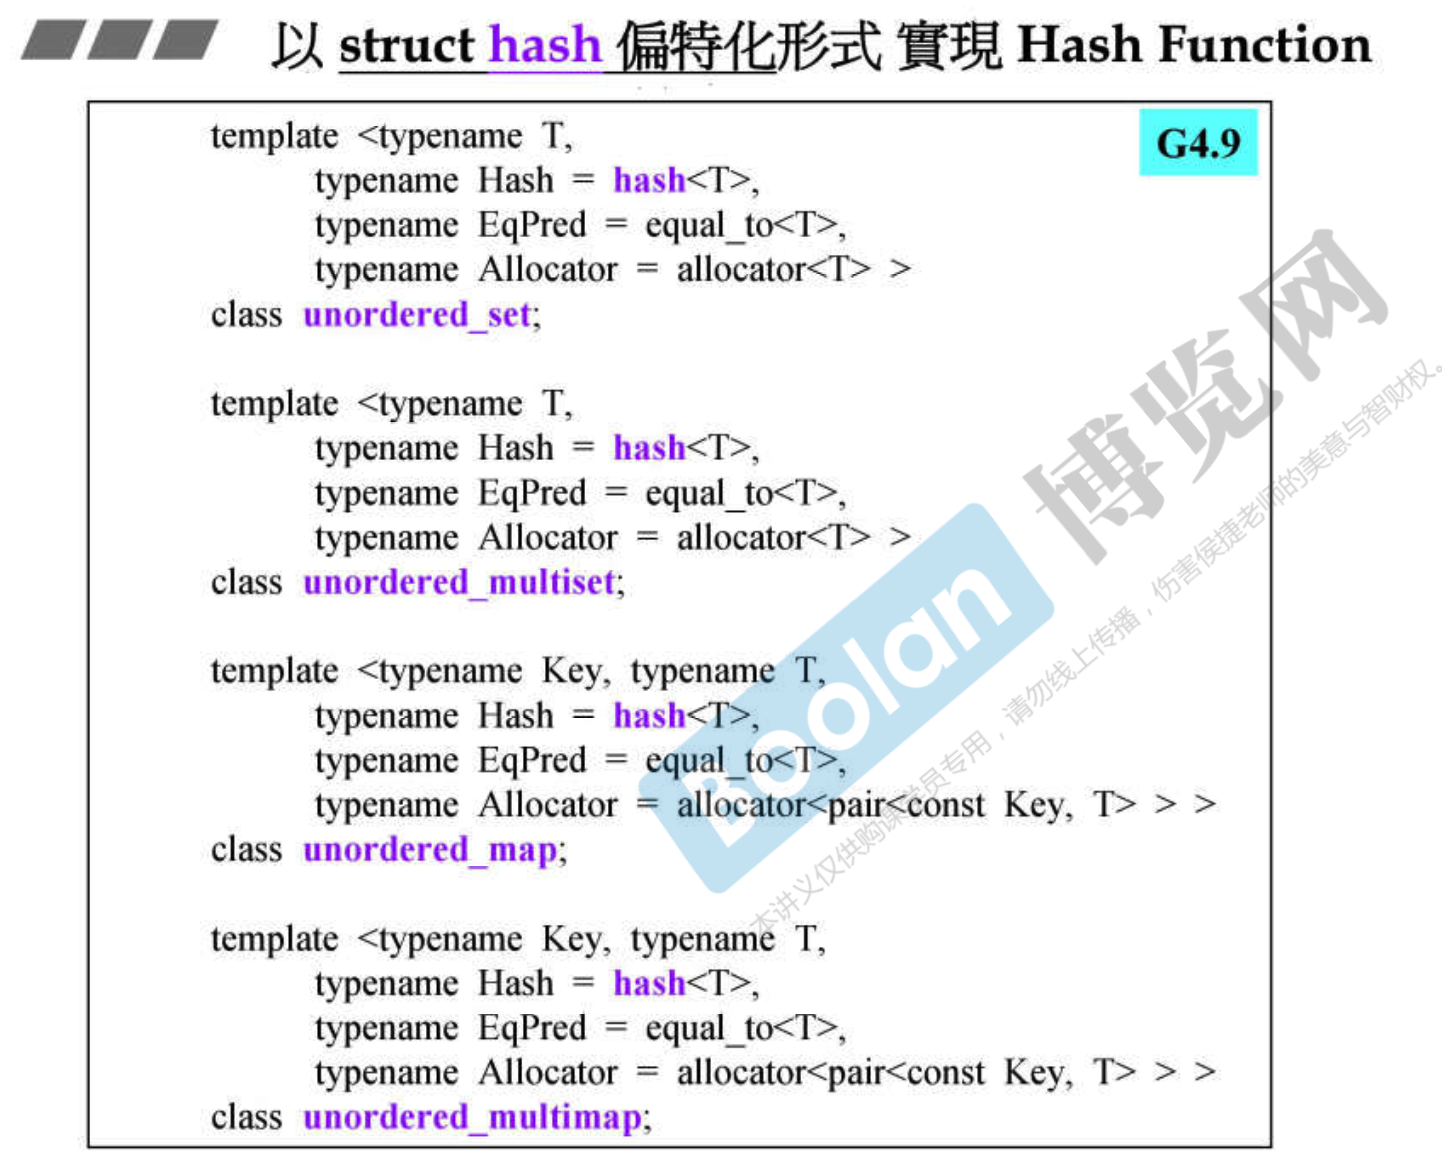 以 struct hash 偏特化形式 實現 Hash Function
G4.9
template <typename T,
typename Hash = hash<T>,
typename EqPred = equal_to<T>,
typename Allocator = allocator<T> >
class unordered_set;
template <typename T,
typename Hash = hash<T>,
typename EqPred = equal_to<T>,
typename Allocator = allocator<T> >
class unordered_multiset;
template <typename Key, typename T,
typename Hash = hash<T>,
typename EqPred = equal_to<T>,
typename Allocator = allocator<pair<const Key, T> > >
class unordered_map;
template <typename Key, typename T,
typename Hash = hash<T>,
typename EqPred = equal_to<T>,
typename Allocator = allocator<pair<const Key, T> > >
class unordered_multimap;
Boolan 博览网
本讲义仅供购课学员专用，请勿线上传播，伤害侯捷老师的美意与智财权。